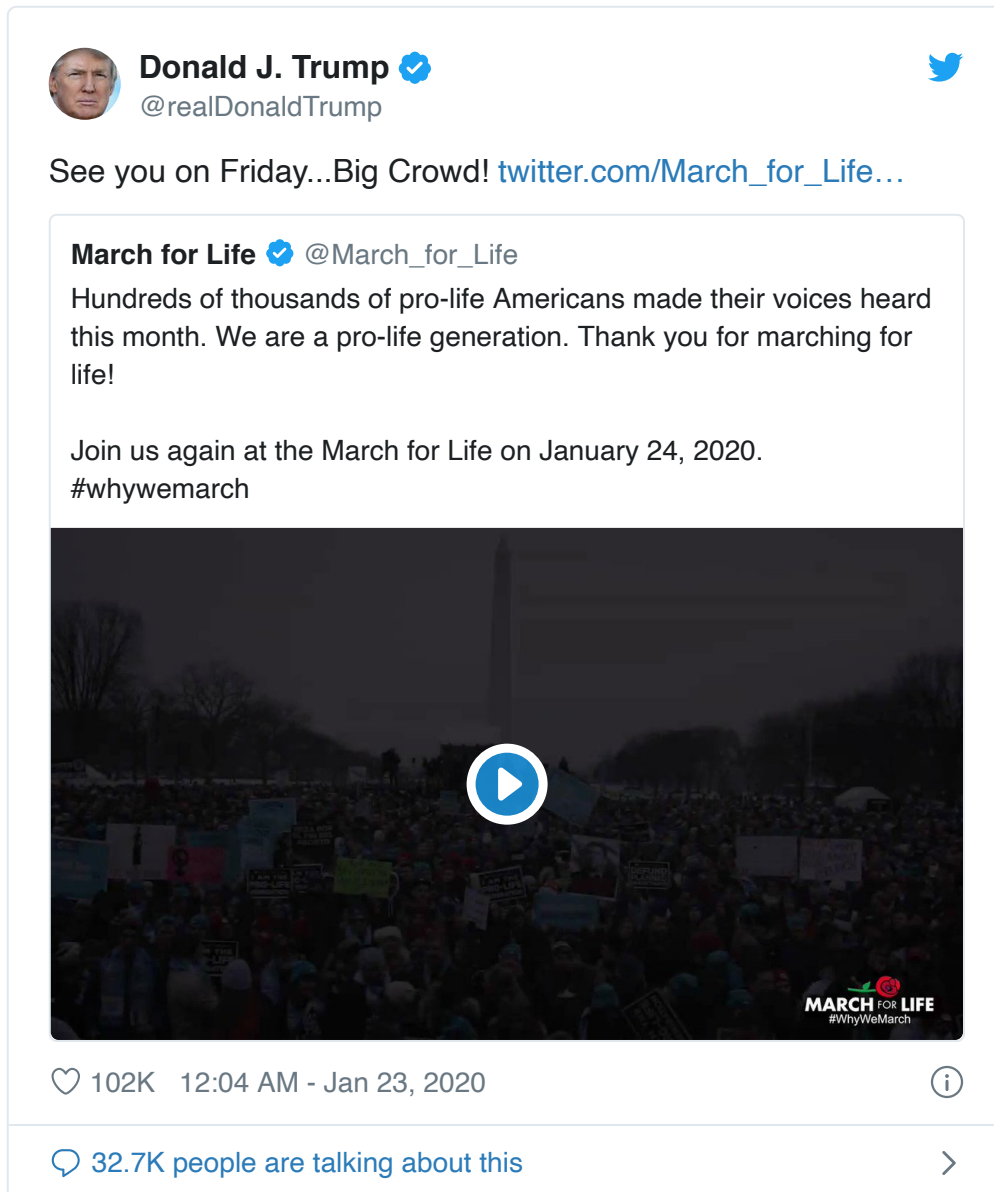 Donald J. Trump
@realDonaldTrump
See you on Friday...Big Crowd! twitter.com/March_for_Life…
March for Life @March_for_Life
Hundreds of thousands of pro-life Americans made their voices heard
this month. We are a pro-life generation. Thank you for marching for
life!
Join us again at the March for Life on January 24, 2020.
#whywemarch
MARCH FOR LIFE
#WhyWeMarch
102K 12:04 AM - Jan 23, 2020
32.7K people are talking about this